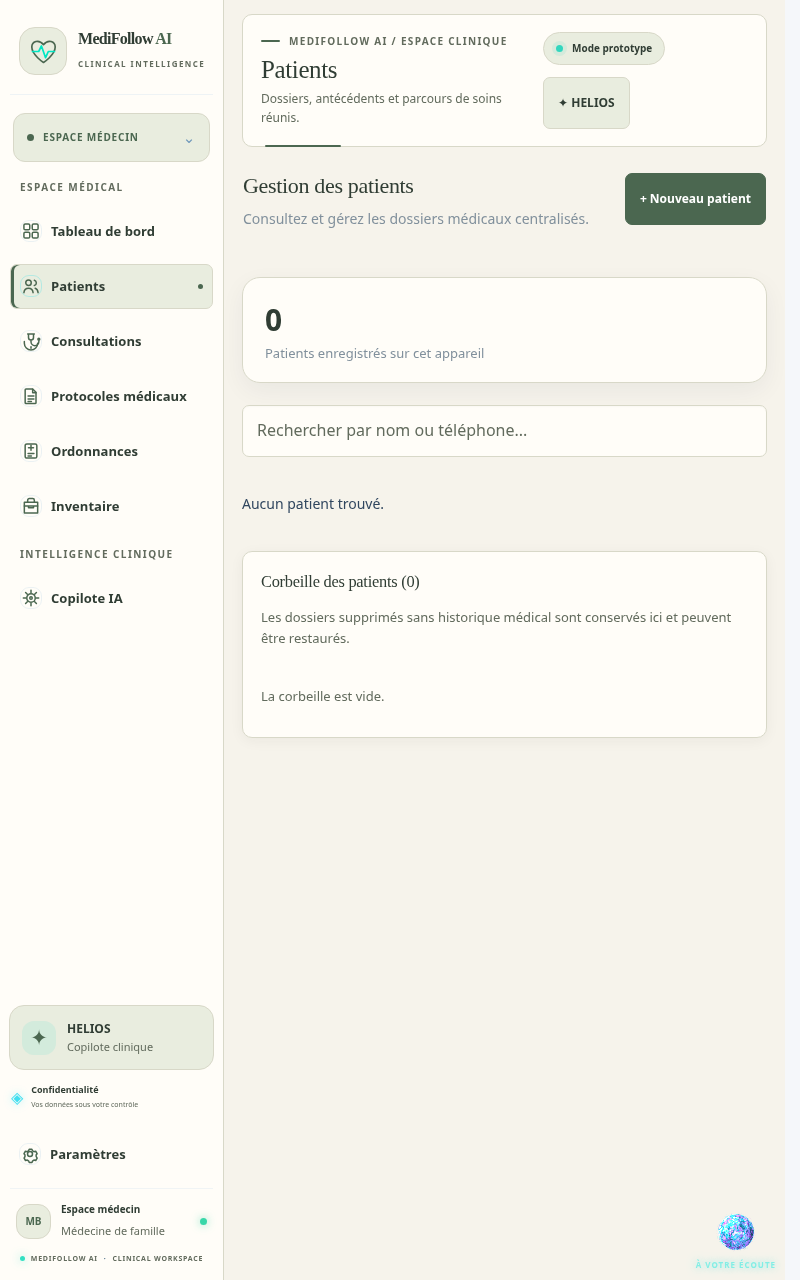 MediFollow AI
CLINICAL INTELLIGENCE
ESPACE MÉDECIN
ESPACE MÉDICAL
Tableau de bord
Patients
Consultations
Protocoles médicaux
Ordonnances
Inventaire
INTELLIGENCE CLINIQUE
Copilote IA
HELIOS
Copilote clinique
Confidentialité
Vos données sous votre contrôle
Paramètres
MB
Espace médecin
Médecine de famille
MEDIFOLLOW AI · CLINICAL WORKSPACE
MEDIFOLLOW AI / ESPACE CLINIQUE
Patients
Dossiers, antécédents et parcours de soins
réunis.
Mode prototype
✦ HELIOS
Gestion des patients
Consultez et gérez les dossiers médicaux centralisés.
+ Nouveau patient
0
Patients enregistrés sur cet appareil
Rechercher par nom ou téléphone...
Aucun patient trouvé.
Corbeille des patients (0)
Les dossiers supprimés sans historique médical sont conservés ici et peuvent
être restaurés.
La corbeille est vide.
À VOTRE ÉCOUTE